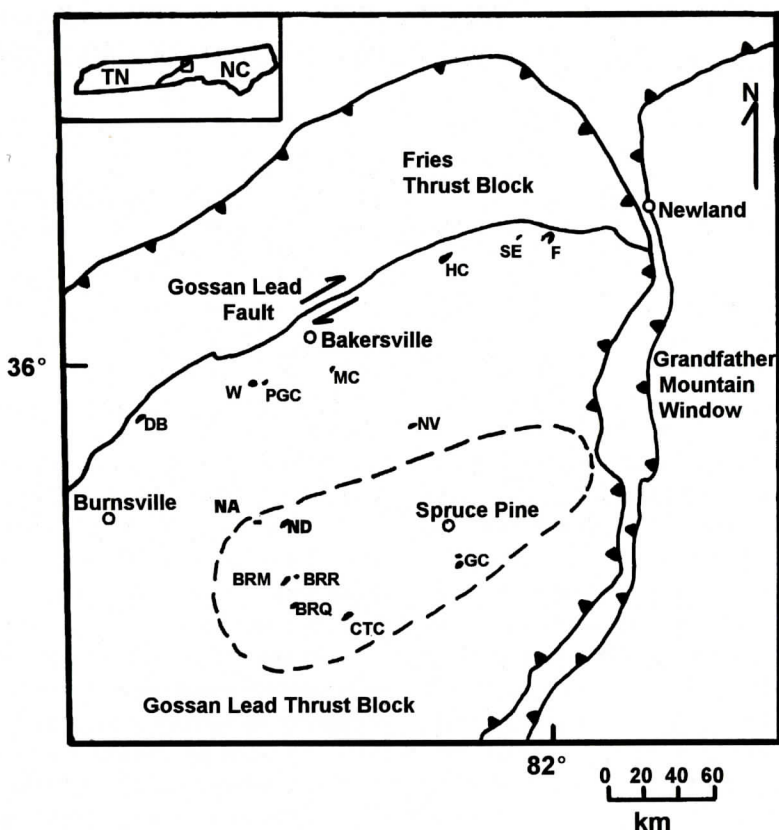 TN
NC
N
Fries
Thrust Block
Newland
SE
F
HC
Gossan Lead
Fault
Bakersville
36°
MC
Grandfather
Mountain
Window
W
PGC
DB
NV
Burnsville
NA
ND
Spruce Pine
GC
BRM
BRR
BRQ
CTC
Gossan Lead Thrust Block
82°
0 20 40 60
km